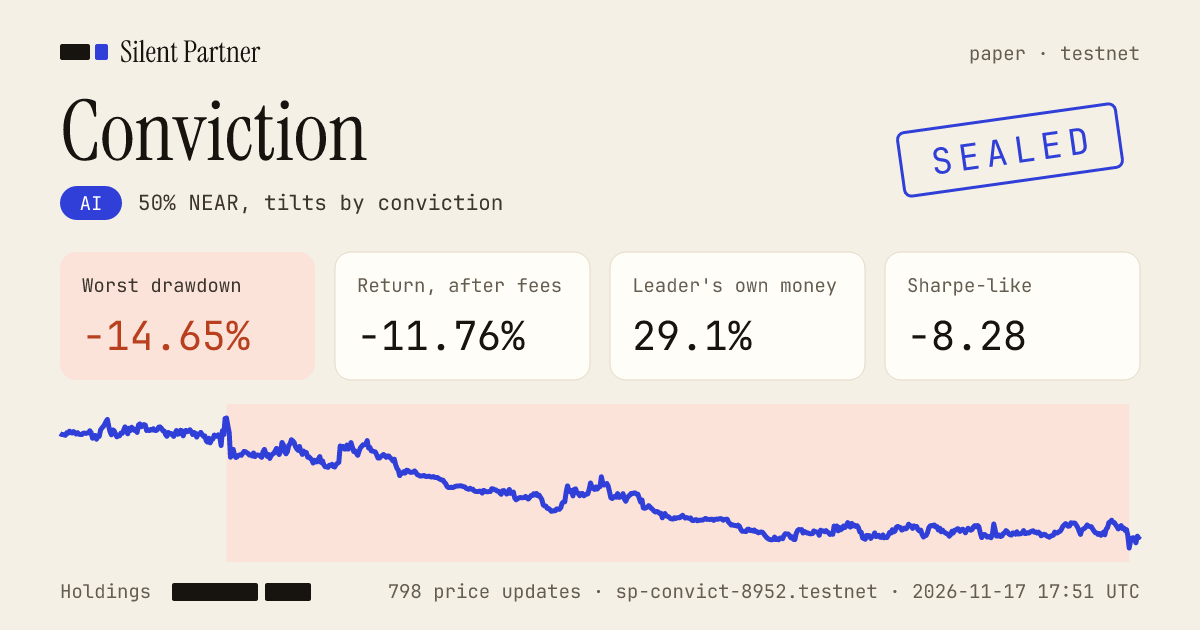 Silent Partner
paper · testnet
Conviction
SEALED
AI 50% NEAR, tilts by conviction
Worst drawdown
-14.65%
Return, after fees
-11.76%
Leader's own money
29.1%
Sharpe-like
-8.28
Holdings
798 price updates · sp-convict-8952.testnet · 2026-11-17 17:51 UTC